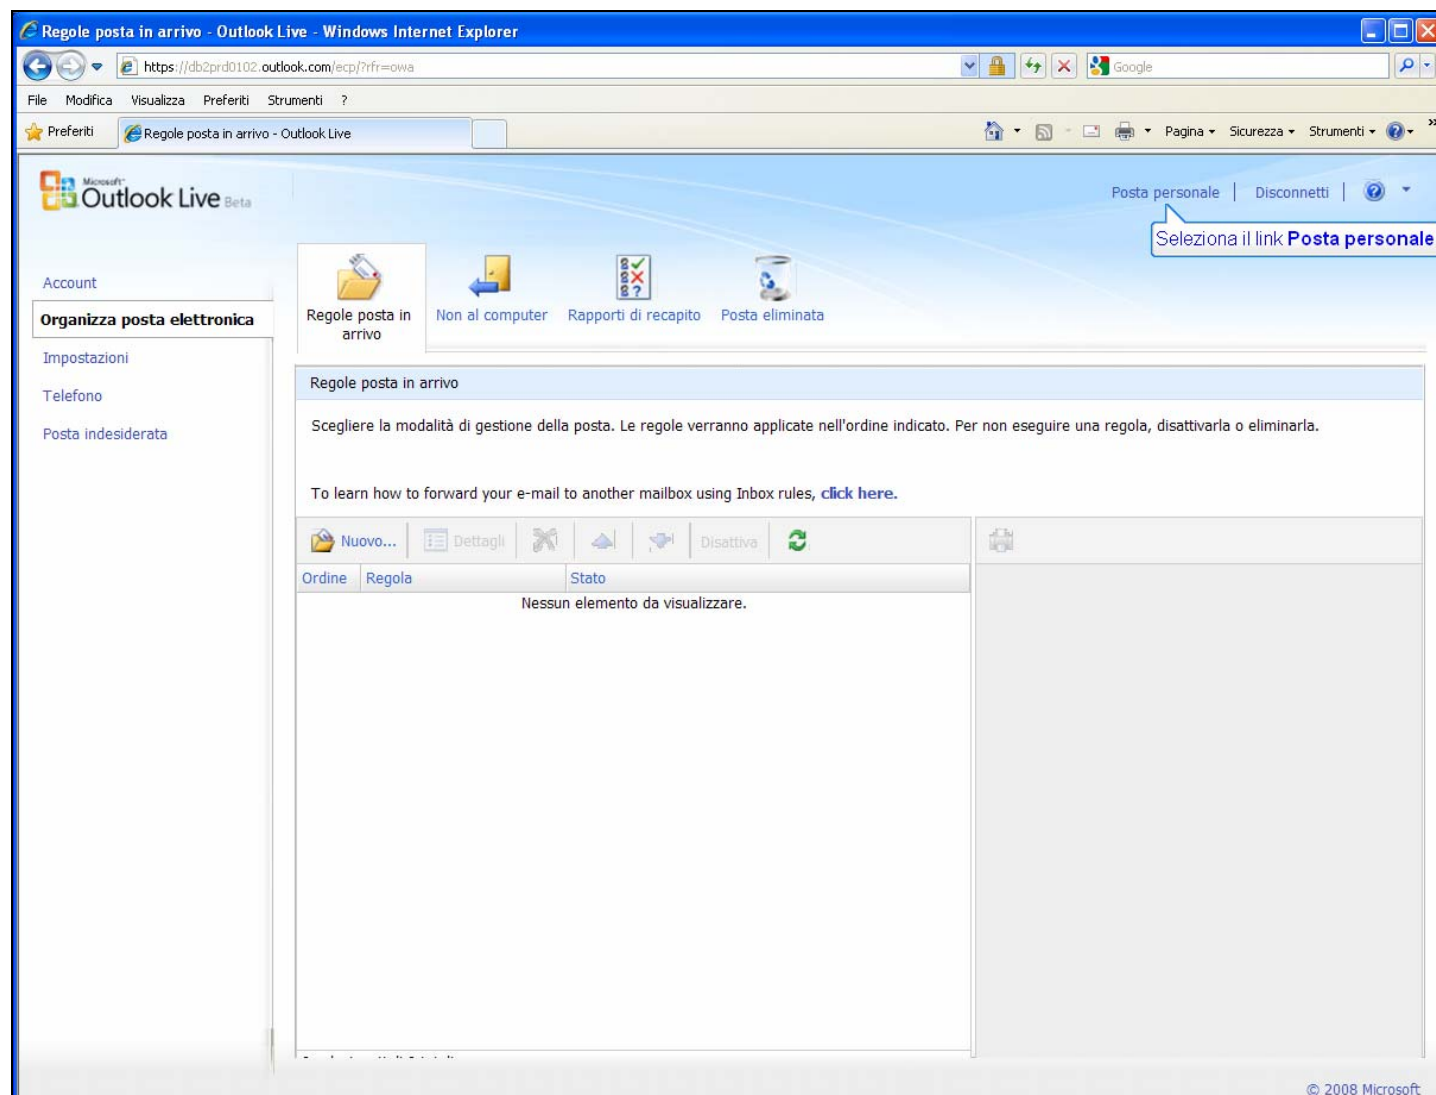 Regole posta in arrivo - Outlook Live - Windows Internet Explorer
https://db2prd0102.outlook.com/ecp/?rfr=owa
Google
File Modifica Visualizza Preferiti Strumenti ?
Preferiti
Regole posta in arrivo - Outlook Live
Pagina Sicurezza Strumenti
Microsoft
Outlook Live Beta
Posta personale | Disconnetti |
Seleziona il link Posta personale
Account
Organizza posta elettronica
Impostazioni
Telefono
Posta indesiderata
Regole posta in
arrivo
Non al computer
Rapporti di recapito
Posta eliminata
Regole posta in arrivo
Scegliere la modalità di gestione della posta. Le regole verranno applicate nell'ordine indicato. Per non eseguire una regola, disattivarla o eliminarla.
To learn how to forward your e-mail to another mailbox using Inbox rules, click here.
Nuovo... Dettagli Disattiva
Ordine Regola Stato
Nessun elemento da visualizzare.
© 2008 Microsoft